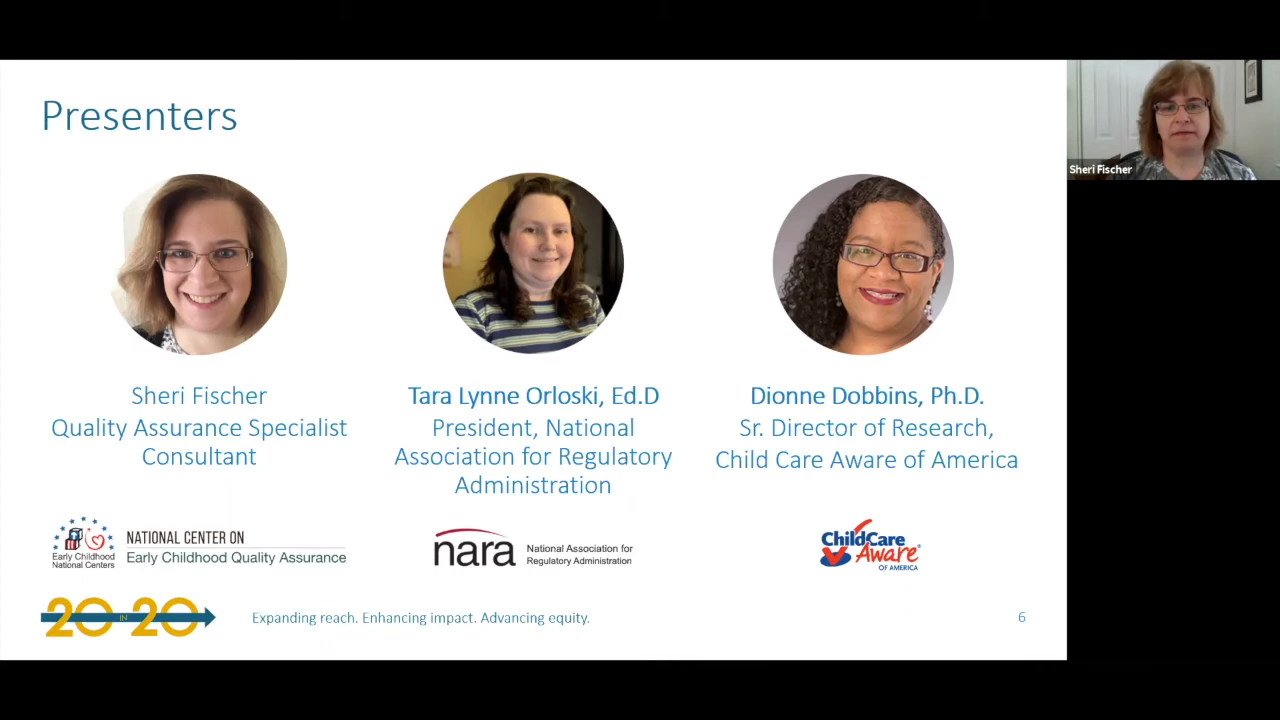 Presenters
Sheri Fischer
Sheri Fischer
Quality Assurance Specialist
Consultant
Tara Lynne Orloski, Ed.D
President, National
Association for Regulatory
Administration
Dionne Dobbins, Ph.D.
Sr. Director of Research,
Child Care Aware of America
Early Childhood
National Centers
NATIONAL CENTER ON
Early Childhood Quality Assurance
nara
National Association for
Regulatory Administration
ChildCare
Aware®
OF AMERICA
20 IN 20
Expanding reach. Enhancing impact. Advancing equity.
6